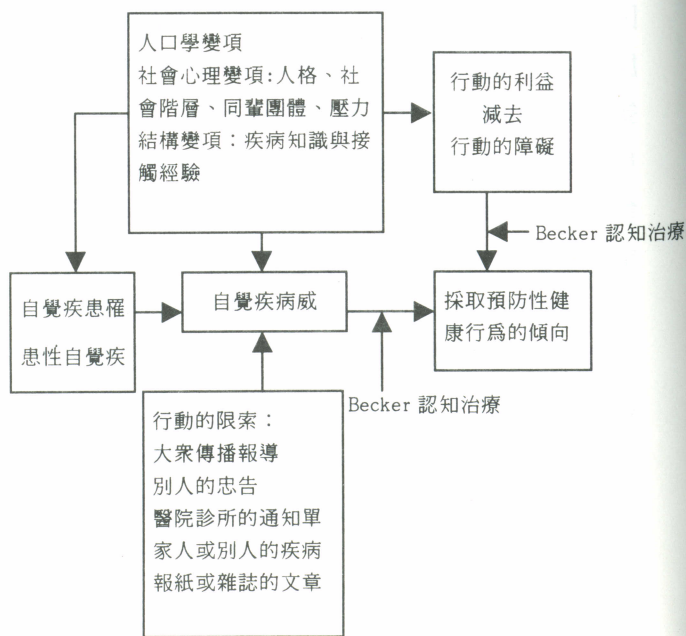 人口學變項
社會心理變項:人格、社
會階層、同輩團體、壓力
結構變項：疾病知識與接
觸經驗
行動的利益
減去
行動的障礙
Becker 認知治療
自覺疾患罹
患性自覺疾
自覺疾病威
採取預防性健
康行爲的傾向
Becker 認知治療
行動的限索：
大衆傳播報導
別人的忠告
醫院診所的通知單
家人或別人的疾病
報紙或雜誌的文章